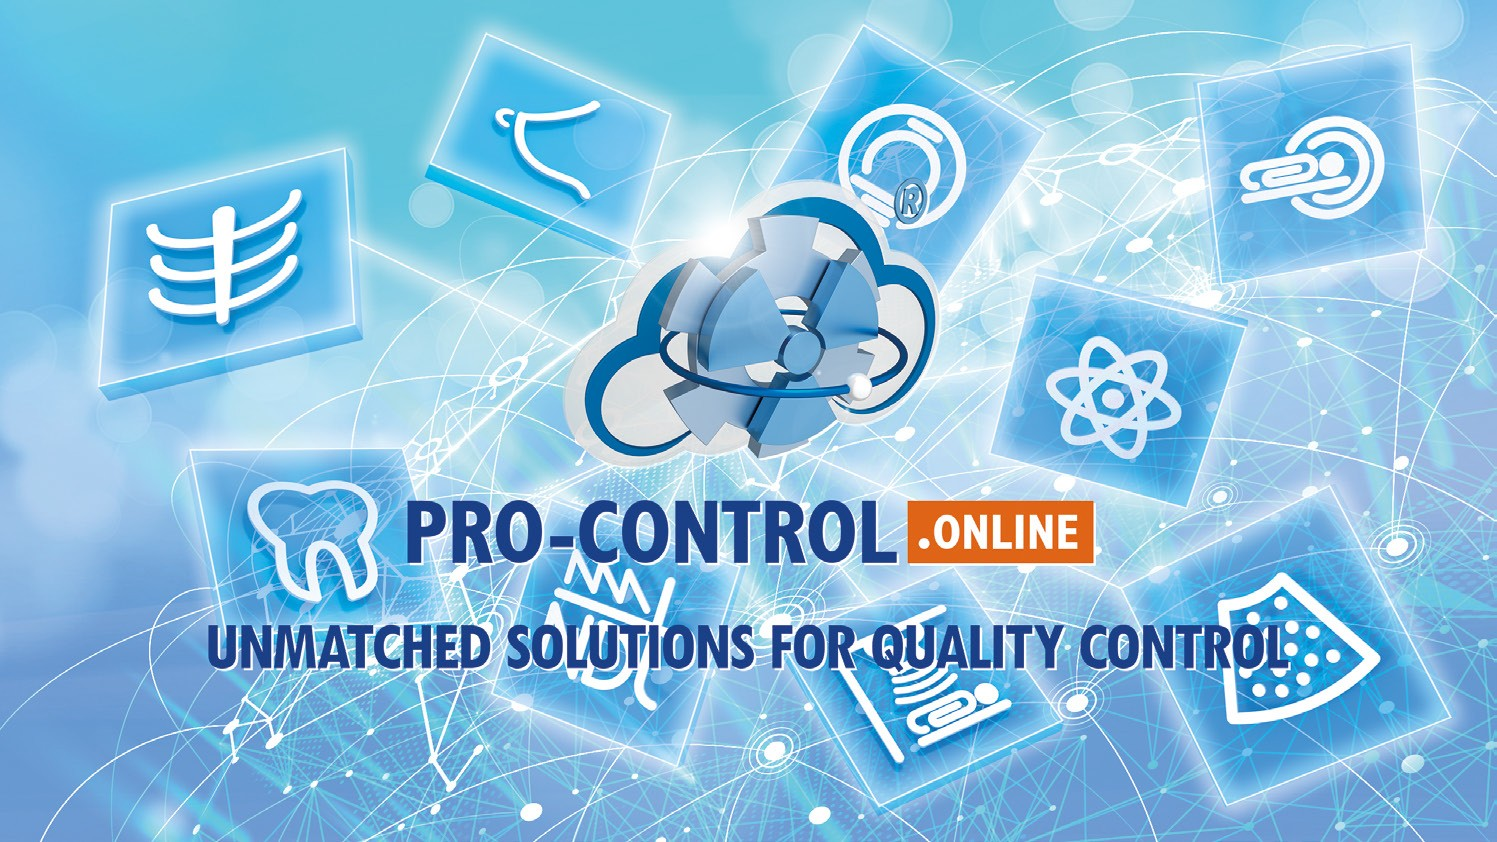 ®
PRO-CONTROL .ONLINE
UNMATCHED SOLUTIONS FOR QUALITY CONTROL